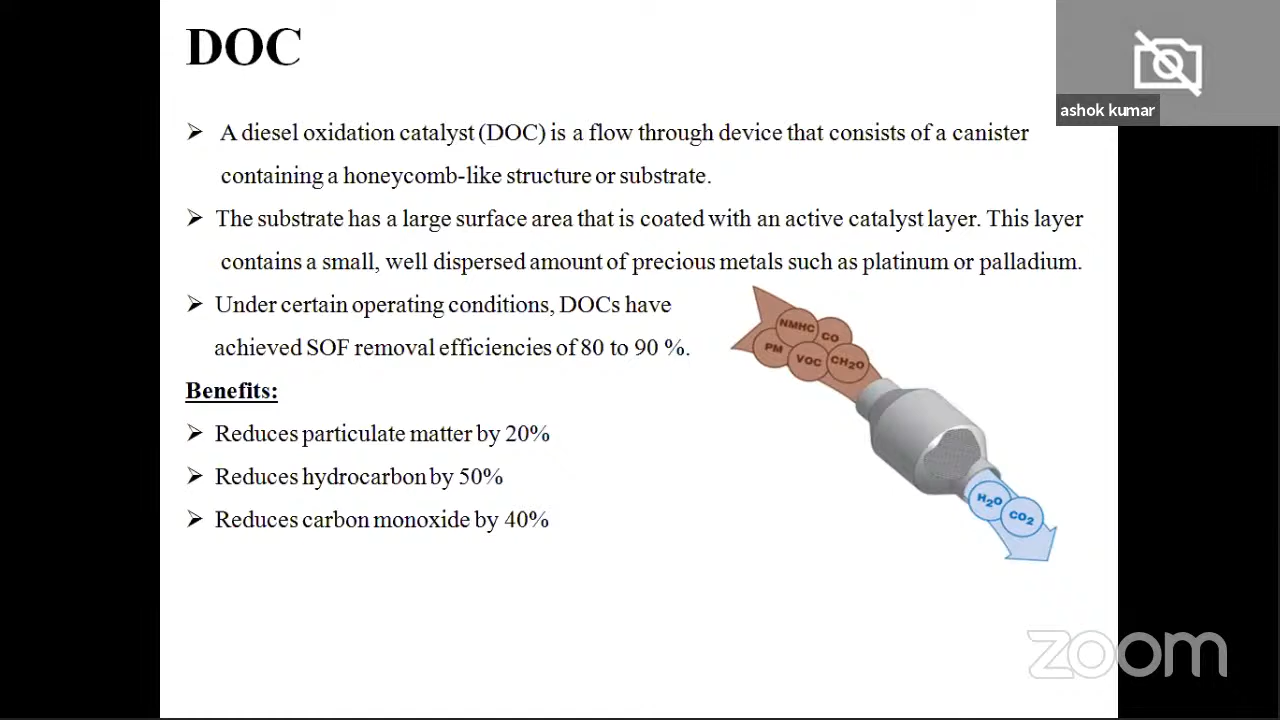 DOC
ashok kumar
➢ A diesel oxidation catalyst (DOC) is a flow through device that consists of a canister
containing a honeycomb-like structure or substrate.
➢ The substrate has a large surface area that is coated with an active catalyst layer. This layer
contains a small, well dispersed amount of precious metals such as platinum or palladium.
➢ Under certain operating conditions, DOCs have
achieved SOF removal efficiencies of 80 to 90 %.
Benefits:
➢ Reduces particulate matter by 20%
➢ Reduces hydrocarbon by 50%
➢ Reduces carbon monoxide by 40%
NMHC
CO
PM
VOC
CH2O
H2O
CO2
zoom